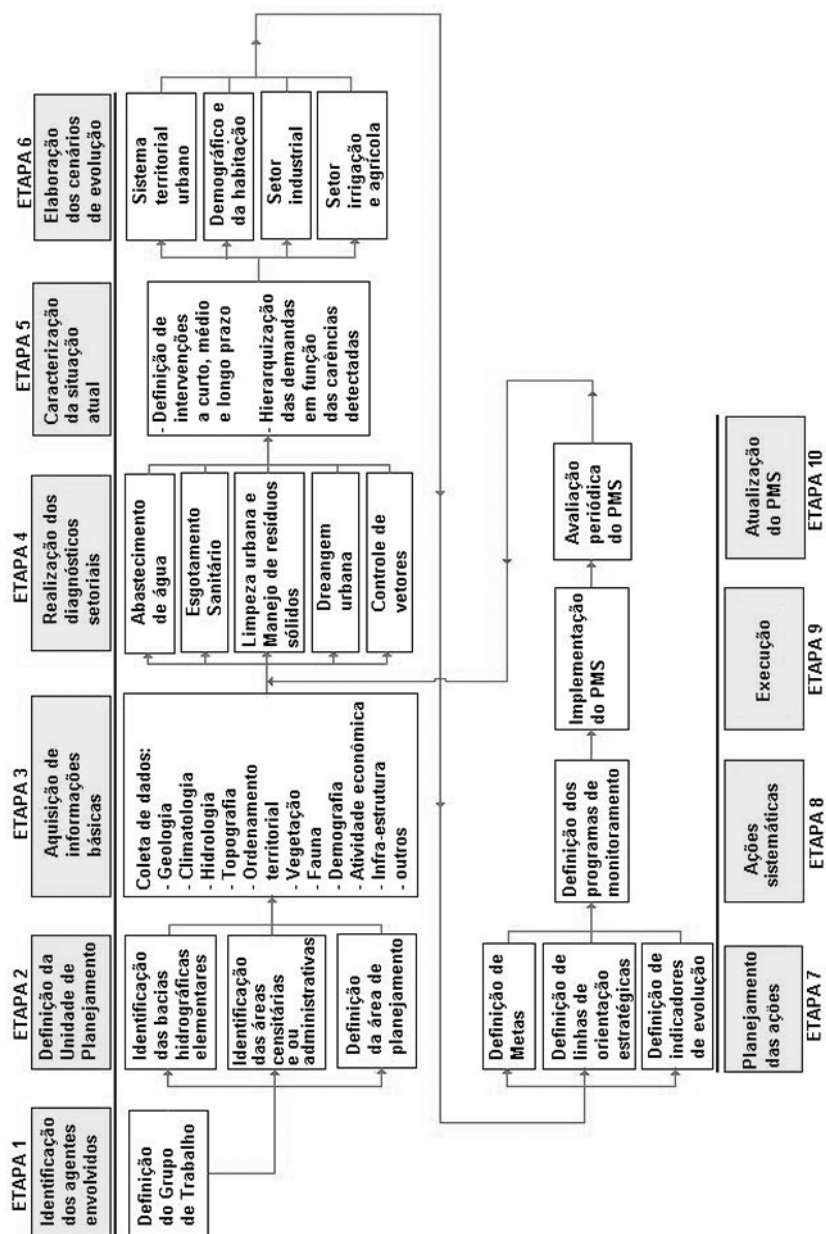 ETAPA 1
Identificação
dos agentes
envolvidos
Definição
do Grupo
de Trabalho
ETAPA 2
Definição da
Unidade de
Planejamento
Identificação
das bacias
hidrográficas
elementares
Identificação
das áreas
censitárias
e ou
administrativas
Definição
da área de
planejamento
ETAPA 3
Aquisição de
informações
básicas
Coleta de dados:
- Geologia
- Climatologia
- Hidrologia
- Topografia
- Ordenamento
territorial
- Vegetação
- Fauna
- Demografia
- Atividade econômica
- Infra-estrutura
- outros
ETAPA 4
Realização dos
diagnósticos
setoriais
Abastecimento
de água
Esgotamento
Sanitário
Limpeza urbana e
Manejo de resíduos
sólidos
Dreangem
urbana
Controle de
vetores
ETAPA 5
Caracterização
da situação
atual
- Definição de
intervenções
a curto, médio
e longo prazo
- Hierarquização
das demandas
em função
das carências
detectadas
ETAPA 6
Elaboração
dos cenários
de evolução
Sistema
territorial
urbano
Demográfico e
da habitação
Setor
industrial
Setor
irrigação
e agrícola
Definição de
Metas
Definição de
linhas de
orientação
estratégicas
Definição de
indicadores
de evolução
Planejamento
das ações
ETAPA 7
Definição dos
programas de
monitoramento
Ações
sistemáticas
ETAPA 8
Implementação
do PMS
Execução
ETAPA 9
Avaliação
periódica
do PMS
Atualização
do PMS
ETAPA 10